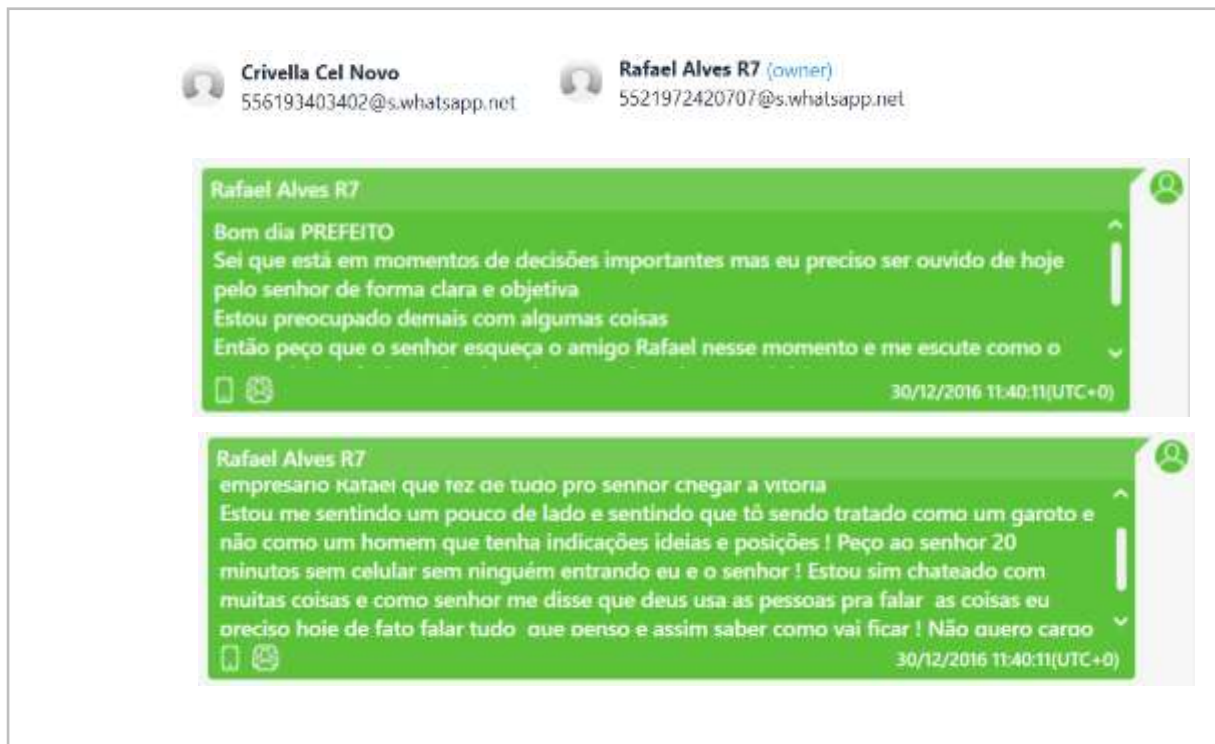 Crivella Cel Novo
556193403402@s.whatsapp.net
Rafael Alves R7 (owner)
5521972420707@s.whatsapp.net
Rafael Alves R7
Bom dia PREFEITO
Sei que está em momentos de decisões importantes mas eu preciso ser ouvido de hoje
pelo senhor de forma clara e objetiva
Estou preocupado demais com algumas coisas
Então peço que o senhor esqueça o amigo Rafael nesse momento e me escute como o
30/12/2016 11:40:11(UTC+0)
Rafael Alves R7
empresário Rafael que fez de tudo pro senhor chegar a vitória
Estou me sentindo um pouco de lado e sentindo que tô sendo tratado como um garoto e
não como um homem que tenha indicações ideias e posições ! Peço ao senhor 20
minutos sem celular sem ninguém entrando eu e o senhor ! Estou sim chateado com
muitas coisas e como senhor me disse que deus usa as pessoas pra falar as coisas eu
preciso hoje de fato falar tudo que penso e assim saber como vai ficar ! Não quero cargo
30/12/2016 11:40:11(UTC+0)